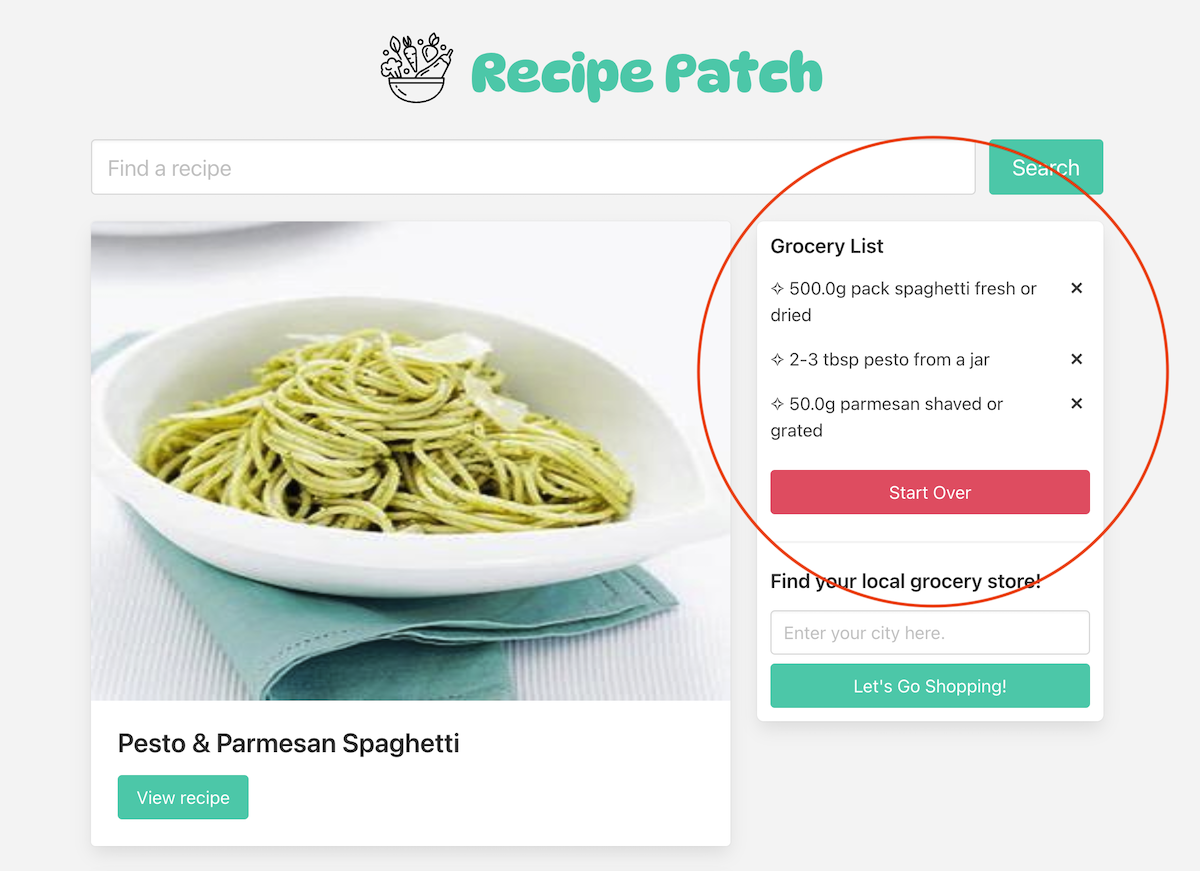 Recipe Patch
Find a recipe
Search
Grocery List
✧ 500.0g pack spaghetti fresh or
dried
✕
✧ 2-3 tbsp pesto from a jar
✕
✧ 50.0g parmesan shaved or
grated
✕
Start Over
Find your local grocery store!
Enter your city here.
Let's Go Shopping!
Pesto & Parmesan Spaghetti
View recipe